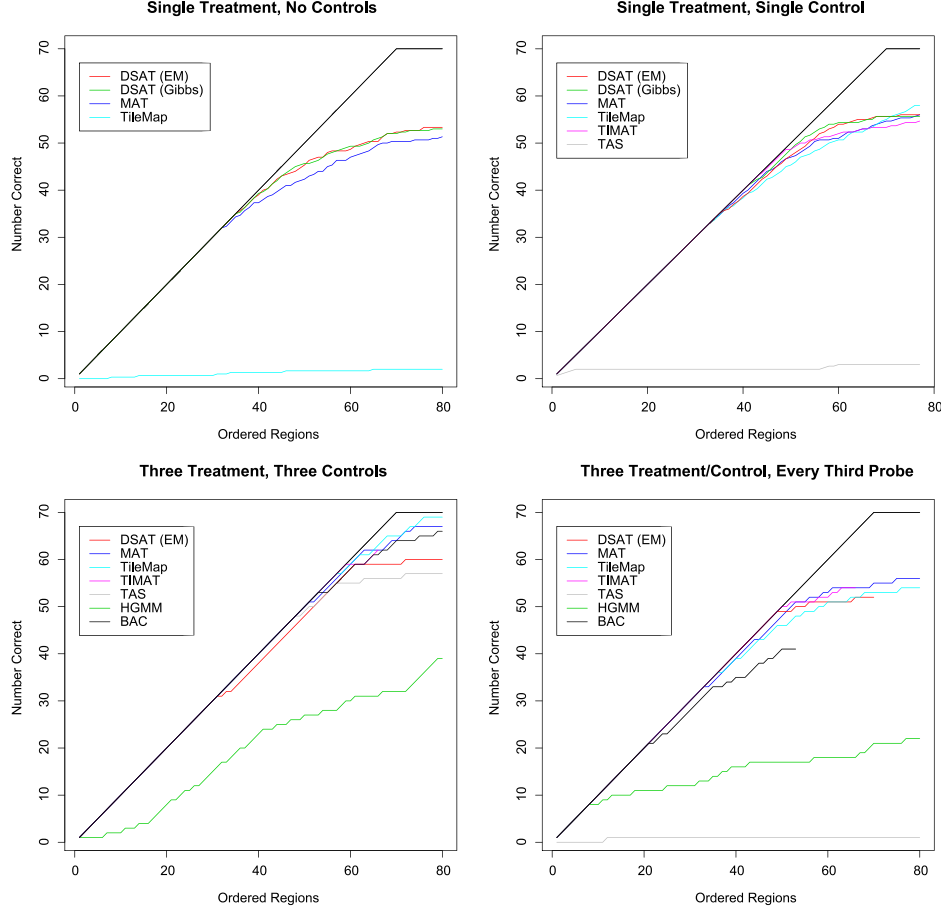 Single Treatment, No Controls
DSAT (EM)
DSAT (Gibbs)
MAT
TileMap
Number Correct
0 10 20 30 40 50 60 70
0 20 40 60 80
Ordered Regions
Single Treatment, Single Control
DSAT (EM)
DSAT (Gibbs)
MAT
TileMap
TIMAT
TAS
Number Correct
0 10 20 30 40 50 60 70
0 20 40 60 80
Ordered Regions
Three Treatment, Three Controls
DSAT (EM)
MAT
TileMap
TIMAT
TAS
HGMM
BAC
Number Correct
0 10 20 30 40 50 60 70
0 20 40 60 80
Ordered Regions
Three Treatment/Control, Every Third Probe
DSAT (EM)
MAT
TileMap
TIMAT
TAS
HGMM
BAC
Number Correct
0 10 20 30 40 50 60 70
0 20 40 60 80
Ordered Regions